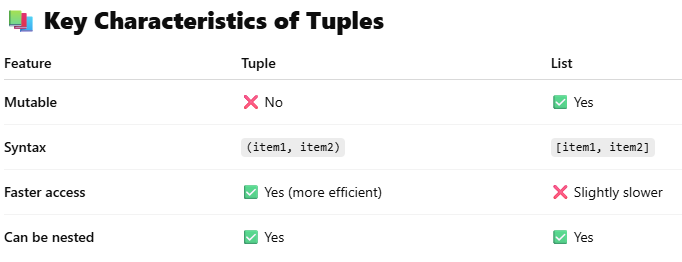 Key Characteristics of Tuples
Feature Tuple List
Mutable ❌ No ✅ Yes
Syntax (item1, item2) [item1, item2]
Faster access ✅ Yes (more efficient) ❌ Slightly slower
Can be nested ✅ Yes ✅ Yes